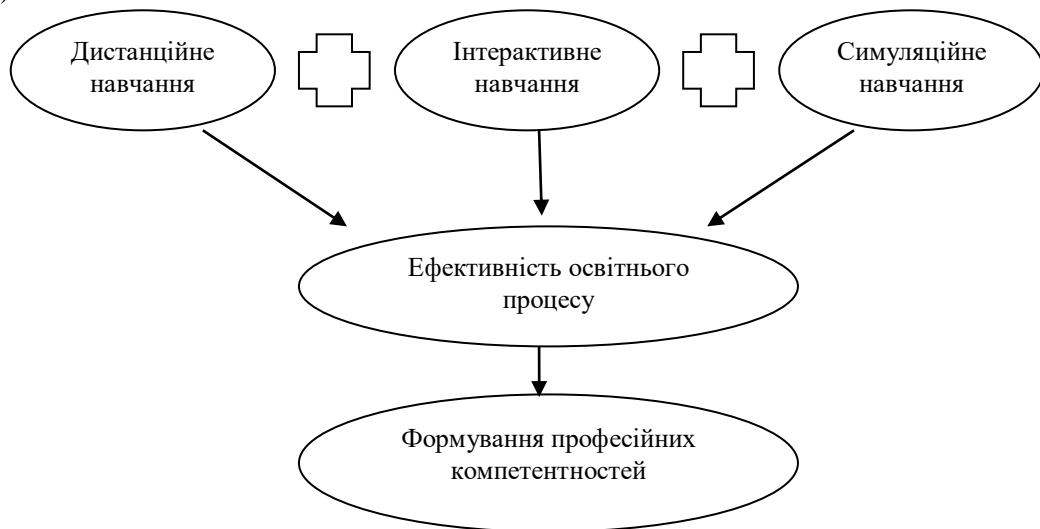 Дистанційне
навчання
Інтерактивне
навчання
Симуляційне
навчання
Ефективність освітнього
процесу
Формування професійних
компетентностей